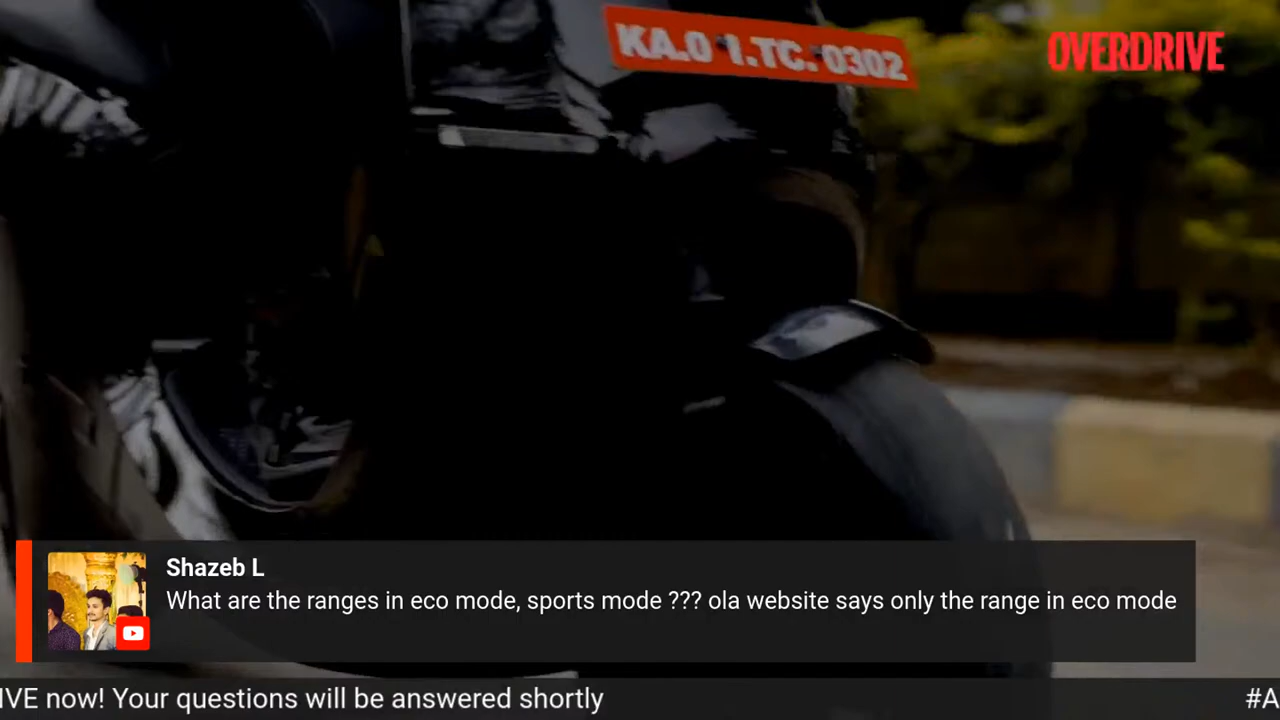 KA.0 1.TC. 0302
OVERDRIVE
Shazeb L
What are the ranges in eco mode, sports mode ??? ola website says only the range in eco mode
IVE now! Your questions will be answered shortly
#A